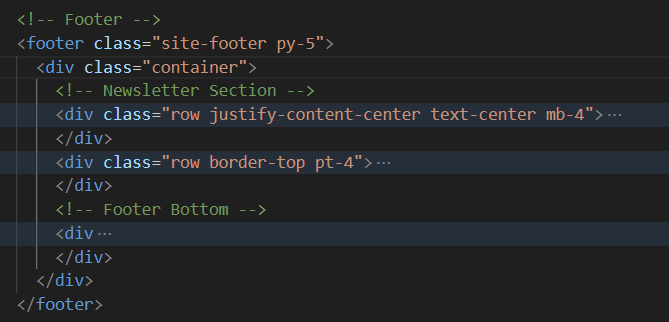 <!-- Footer -->
<footer class="site-footer py-5">
<div class="container">
<!-- Newsletter Section -->
<div class="row justify-content-center text-center mb-4">···
</div>
<div class="row border-top pt-4">···
</div>
<!-- Footer Bottom -->
<div···
</div>
</div>
</footer>